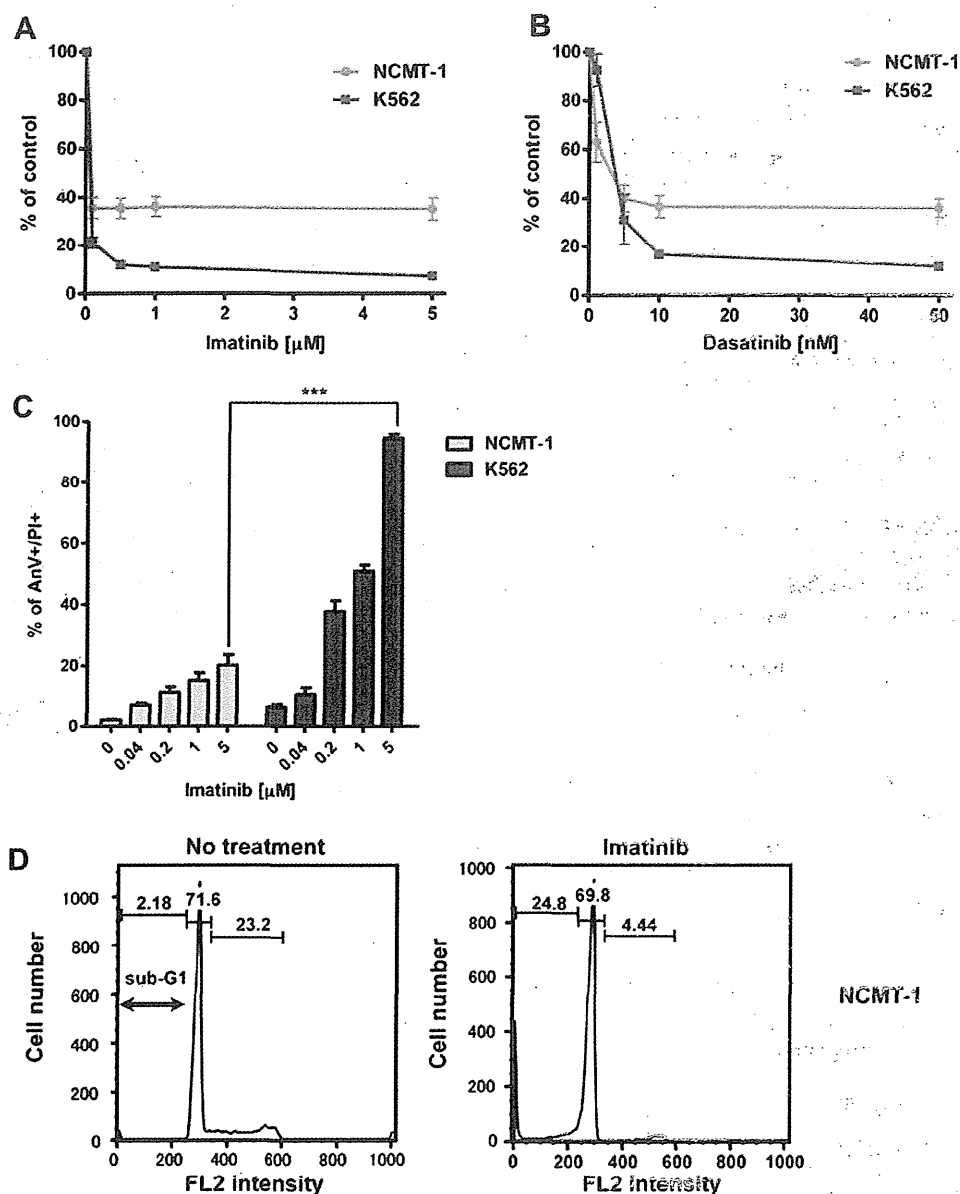 A
% of control
100
80
60
40
20
0
0 1 2 3 4 5
Imatinib [μM]
NCMT-1
K562
B
% of control
100
80
60
40
20
0
0 10 20 30 40 50
Dasatinib [nM]
NCMT-1
K562
C
% of AnV+/PI+
100
80
60
40
20
0
***
0 0.04 0.2 1 5 0 0.04 0.2 1 5
Imatinib [μM]
NCMT-1
K562
D
No treatment
Cell number
1000
800
600
400
200
0
2.18 71.6
23.2
sub-G1
0 200 400 600 800 1000
FL2 intensity
Imatinib
Cell number
1000
800
600
400
200
0
24.8 69.8
4.44
0 200 400 600 800 1000
FL2 intensity
NCMT-1